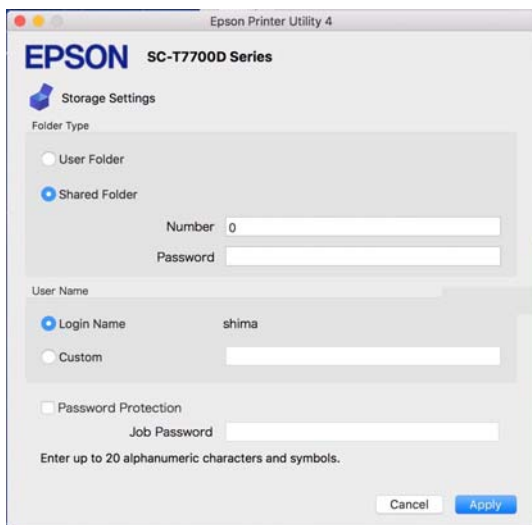 Epson Printer Utility 4
EPSON SC-T7700D Series
Storage Settings
Folder Type
User Folder
Shared Folder
Number 0
Password
User Name
Login Name shima
Custom
Password Protection
Job Password
Enter up to 20 alphanumeric characters and symbols.
Cancel Apply